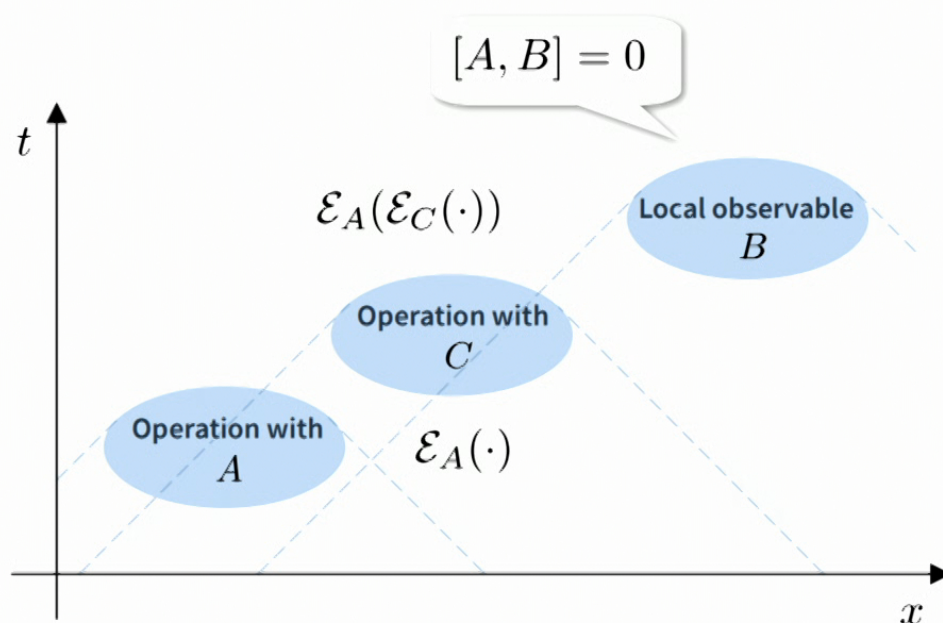 [A, B] = 0
t
ℰ_A(ℰ_C(·))
Local observable
B
Operation with
C
Operation with
A
ℰ_A(·)
x